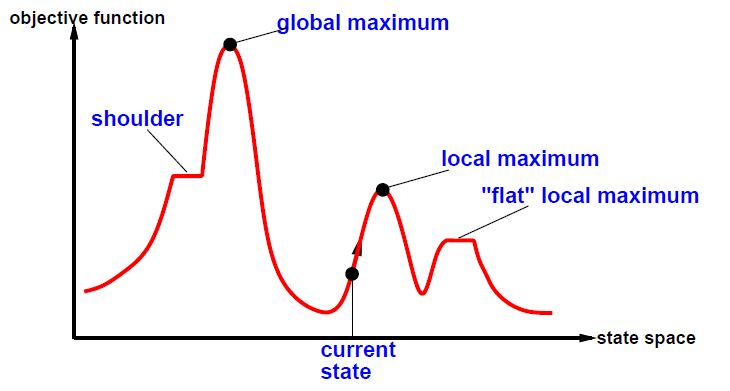 objective function
global maximum
shoulder
local maximum
"flat" local maximum
state space
current
state